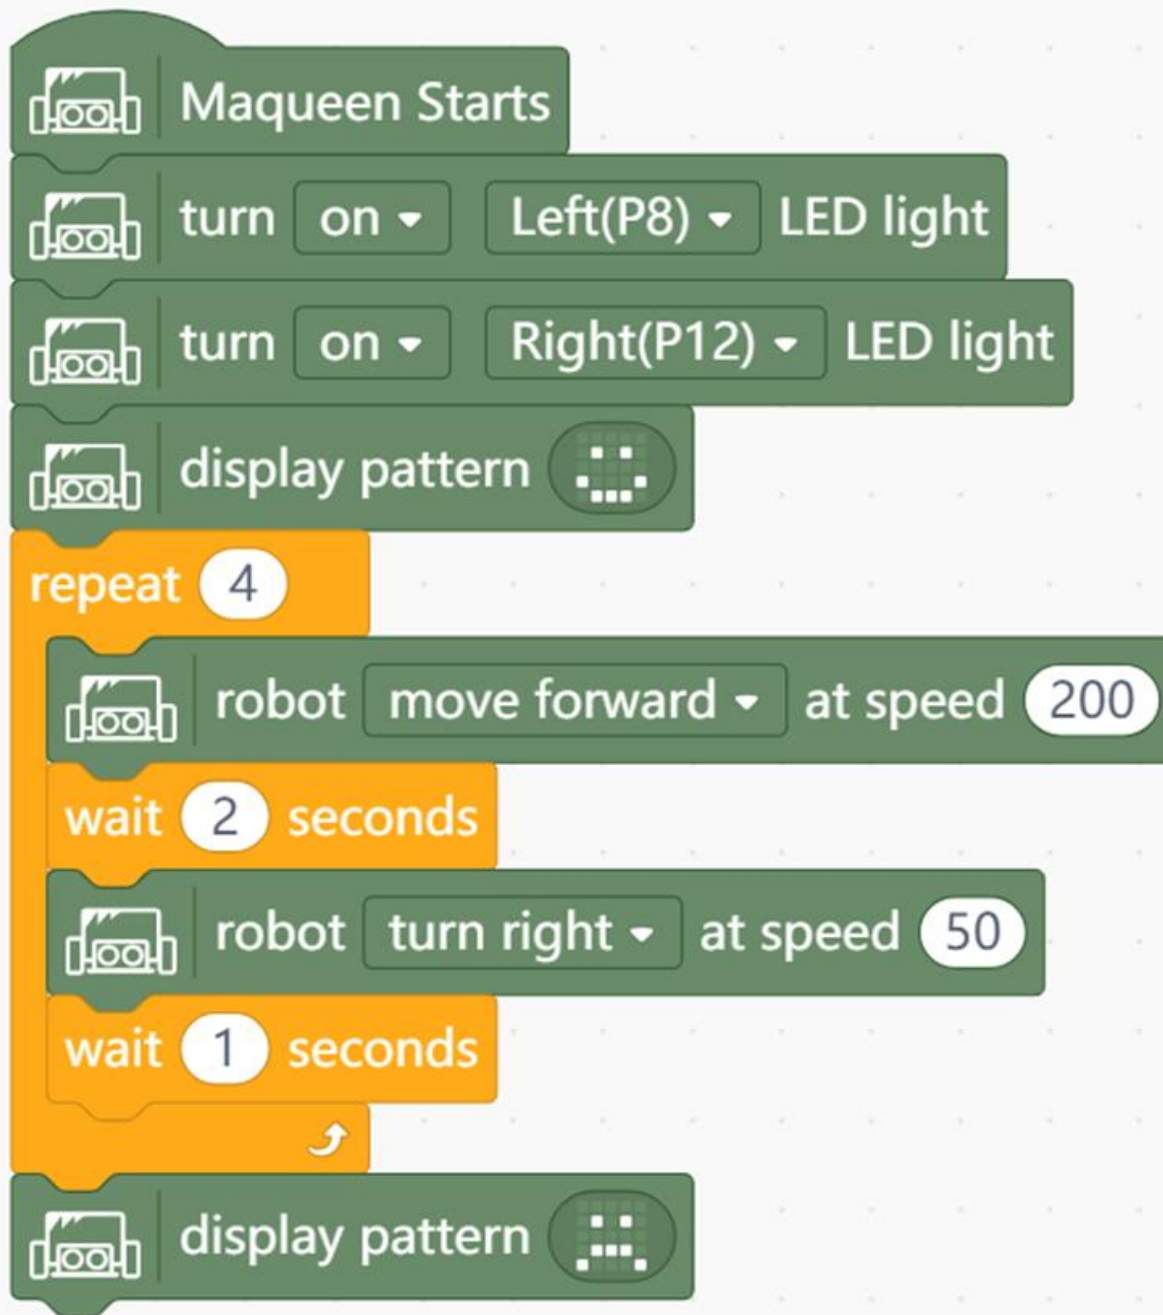 Maqueen Starts
turn on Left(P8) LED light
turn on Right(P12) LED light
display pattern
repeat 4
robot move forward at speed 200
wait 2 seconds
robot turn right at speed 50
wait 1 seconds
display pattern